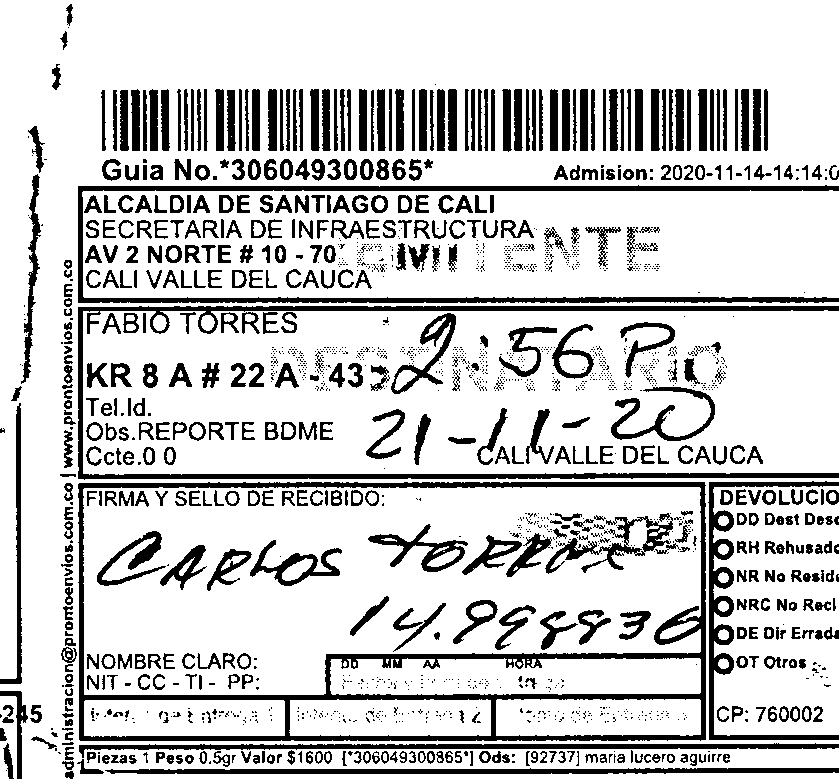 Guia No.*306049300865*
Admision: 2020-11-14-14:14:0
ALCALDIA DE SANTIAGO DE CALI
SECRETARIA DE INFRAESTRUCTURA
AV 2 NORTE # 10 - 70
CALI VALLE DEL CAUCA
FABIO TORRES
2:56 P
KR 8 A # 22 A - 43
DESTINATARIO
Tel.Id.
Obs.REPORTE BDME
21-11-20
Ccte.0 0
CALI VALLE DEL CAUCA
www.prontoenvios.com.co
administracion@prontoenvios.com.co
FIRMA Y SELLO DE RECIBIDO:
CARLOS TORRES
14.998836
NOMBRE CLARO:
NIT - CC - TI - PP:
DD MM AA HORA
DEVOLUCIO
DD Dest Desc
RH Rehusado
NR No Reside
NRC No Recl
DE Dir Errada
OT Otros
CP: 760002
-245
Piezas 1 Peso 0.5gr Valor $1600 [*306049300865*] Ods: [92737] maria lucero aguirre